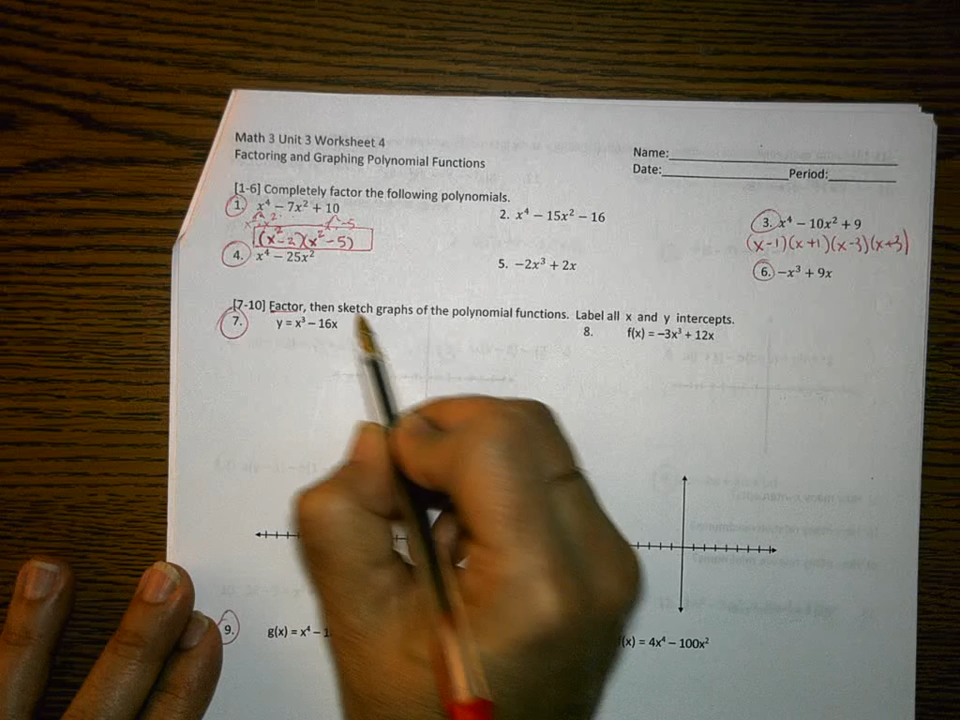 Math 3 Unit 3 Worksheet 4
Factoring and Graphing Polynomial Functions
Name:
Date: Period:
[1-6] Completely factor the following polynomials.
1. x⁴ − 7x² + 10
2. x⁴ − 15x² − 16
3. x⁴ − 10x² + 9
(x²-2)(x²-5)
(x-1)(x+1)(x-3)(x+3)
4. x⁴ − 25x²
5. −2x³ + 2x
6. −x³ + 9x
[7-10] Factor, then sketch graphs of the polynomial functions. Label all x and y intercepts.
7. y = x³ − 16x
8. f(x) = −3x³ + 12x
9. g(x) = x⁴ − 1
(x) = 4x⁴ − 100x²